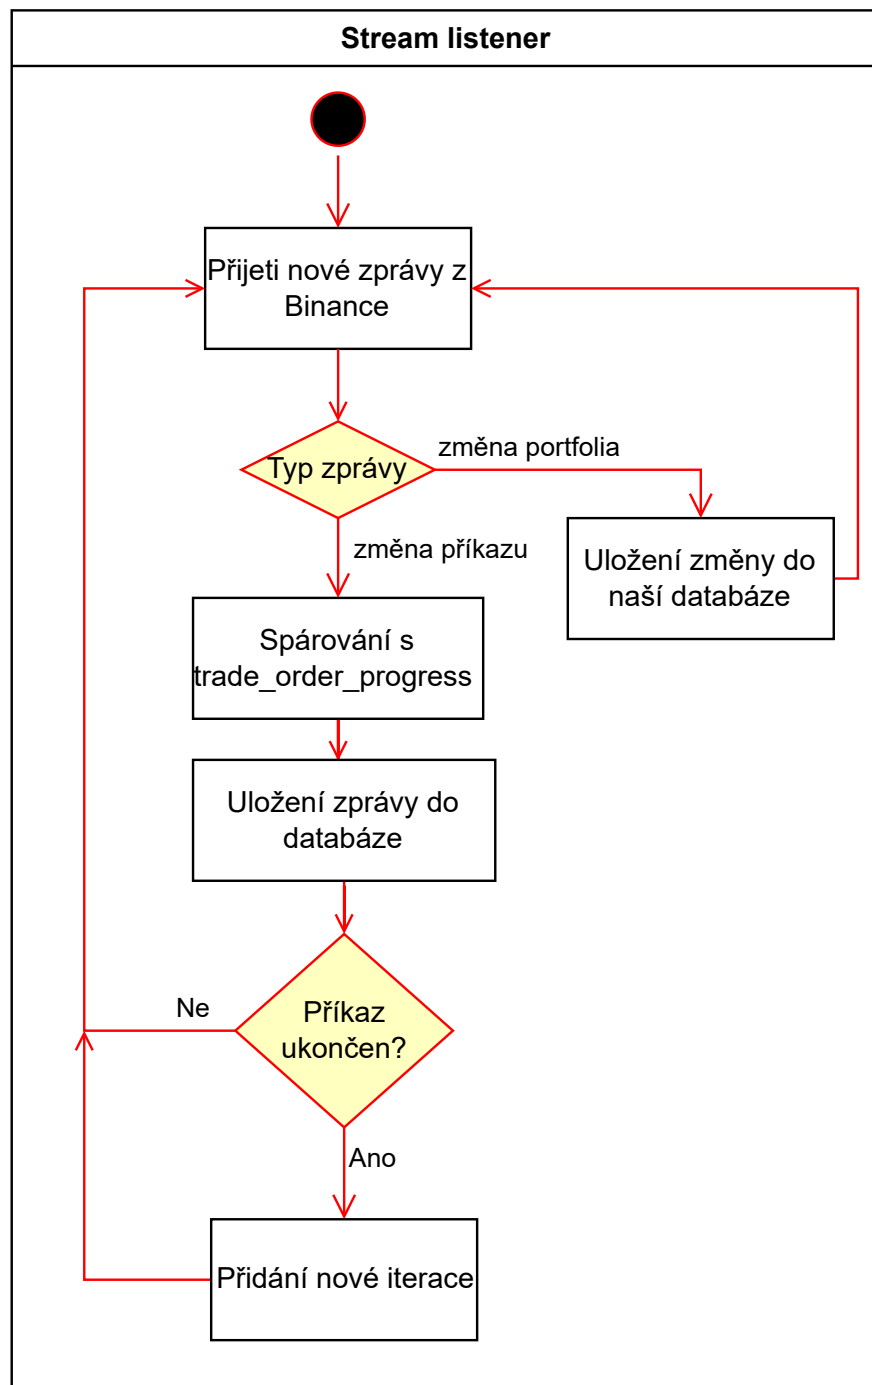 Stream listener
Přijeti nové zprávy z
Binance
Typ zprávy
změna portfolia
změna příkazu
Uložení změny do
naší databáze
Spárování s
trade_order_progress
Uložení zprávy do
databáze
Ne
Příkaz
ukončen?
Ano
Přidání nové iterace